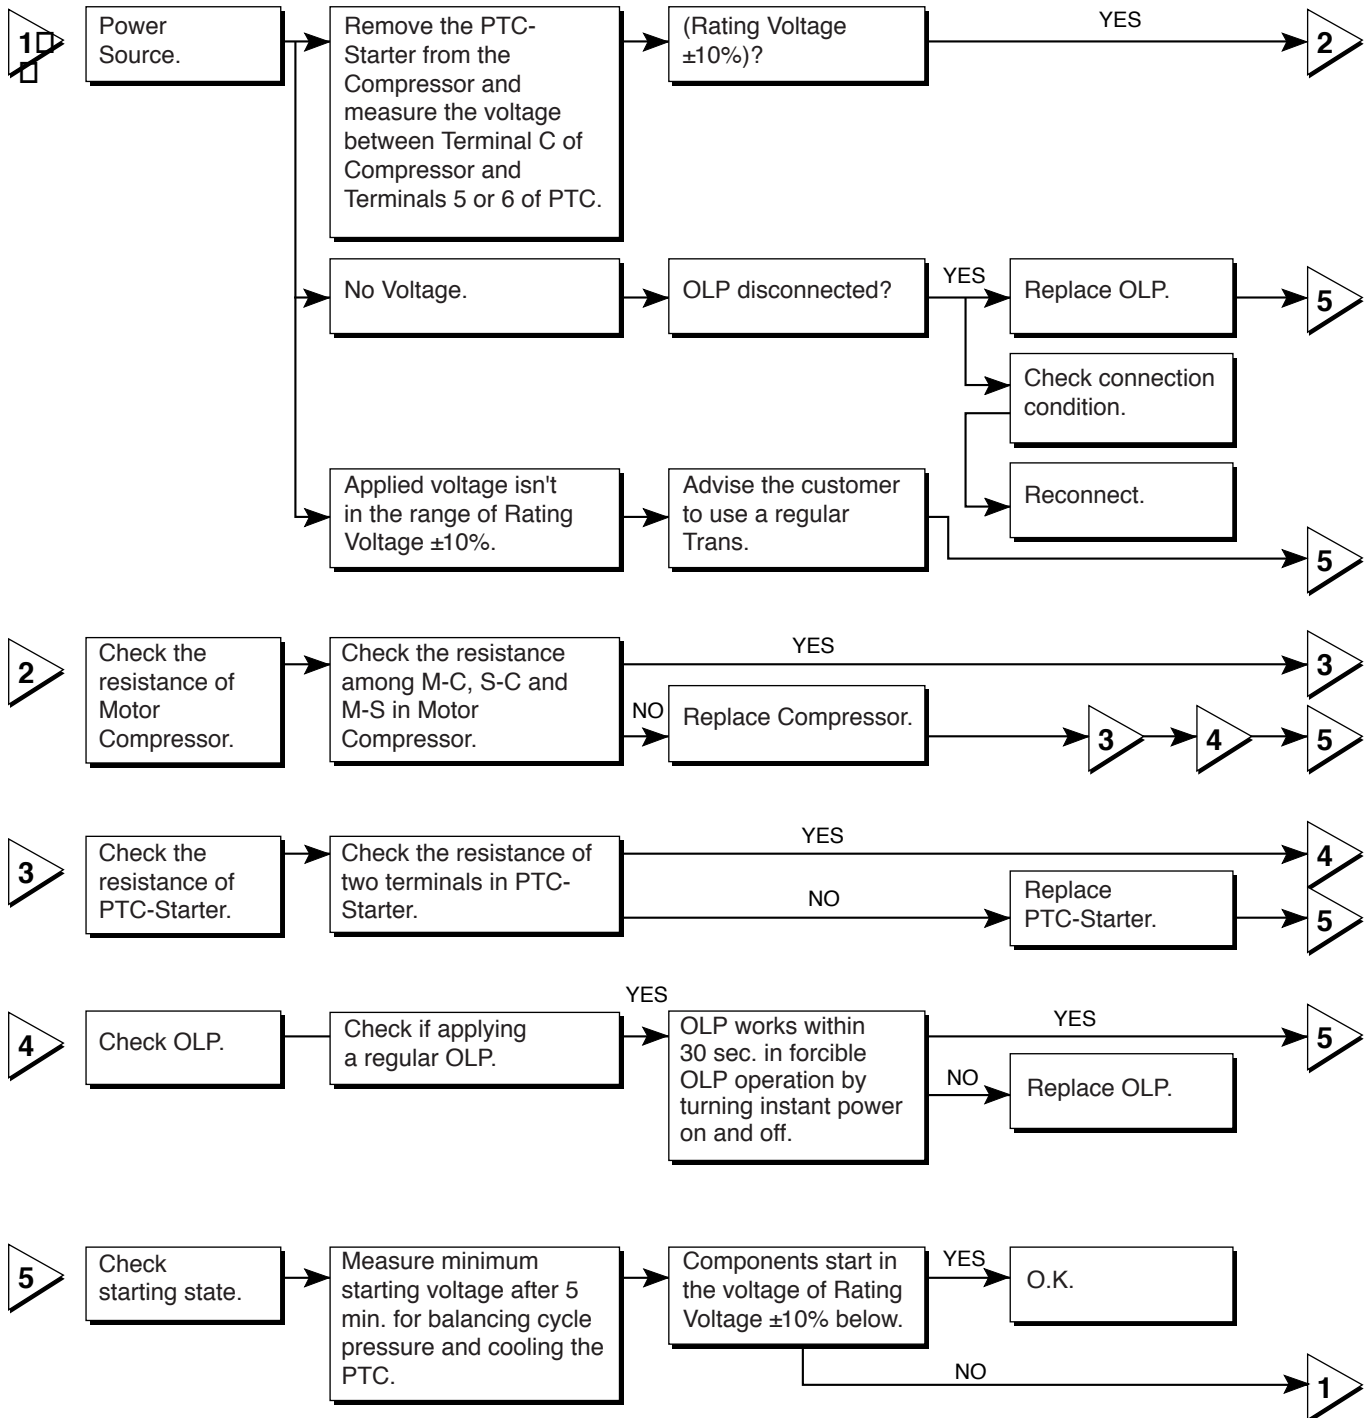 1
Power
Source.
Remove the PTC-
Starter from the
Compressor and
measure the voltage
between Terminal C of
Compressor and
Terminals 5 or 6 of PTC.
(Rating Voltage
±10%)?
YES
2
No Voltage.
OLP disconnected?
YES
Replace OLP.
5
Check connection
condition.
Reconnect.
Applied voltage isn't
in the range of Rating
Voltage ±10%.
Advise the customer
to use a regular
Trans.
5
2
Check the
resistance of
Motor
Compressor.
Check the resistance
among M-C, S-C and
M-S in Motor
Compressor.
YES
3
NO
Replace Compressor.
3
4
5
3
Check the
resistance of
PTC-Starter.
Check the resistance of
two terminals in PTC-
Starter.
YES
4
NO
Replace
PTC-Starter.
5
4
Check OLP.
Check if applying
a regular OLP.
YES
OLP works within
30 sec. in forcible
OLP operation by
turning instant power
on and off.
YES
5
NO
Replace OLP.
5
Check
starting state.
Measure minimum
starting voltage after 5
min. for balancing cycle
pressure and cooling the
PTC.
Components start in
the voltage of Rating
Voltage ±10% below.
YES
O.K.
NO
1